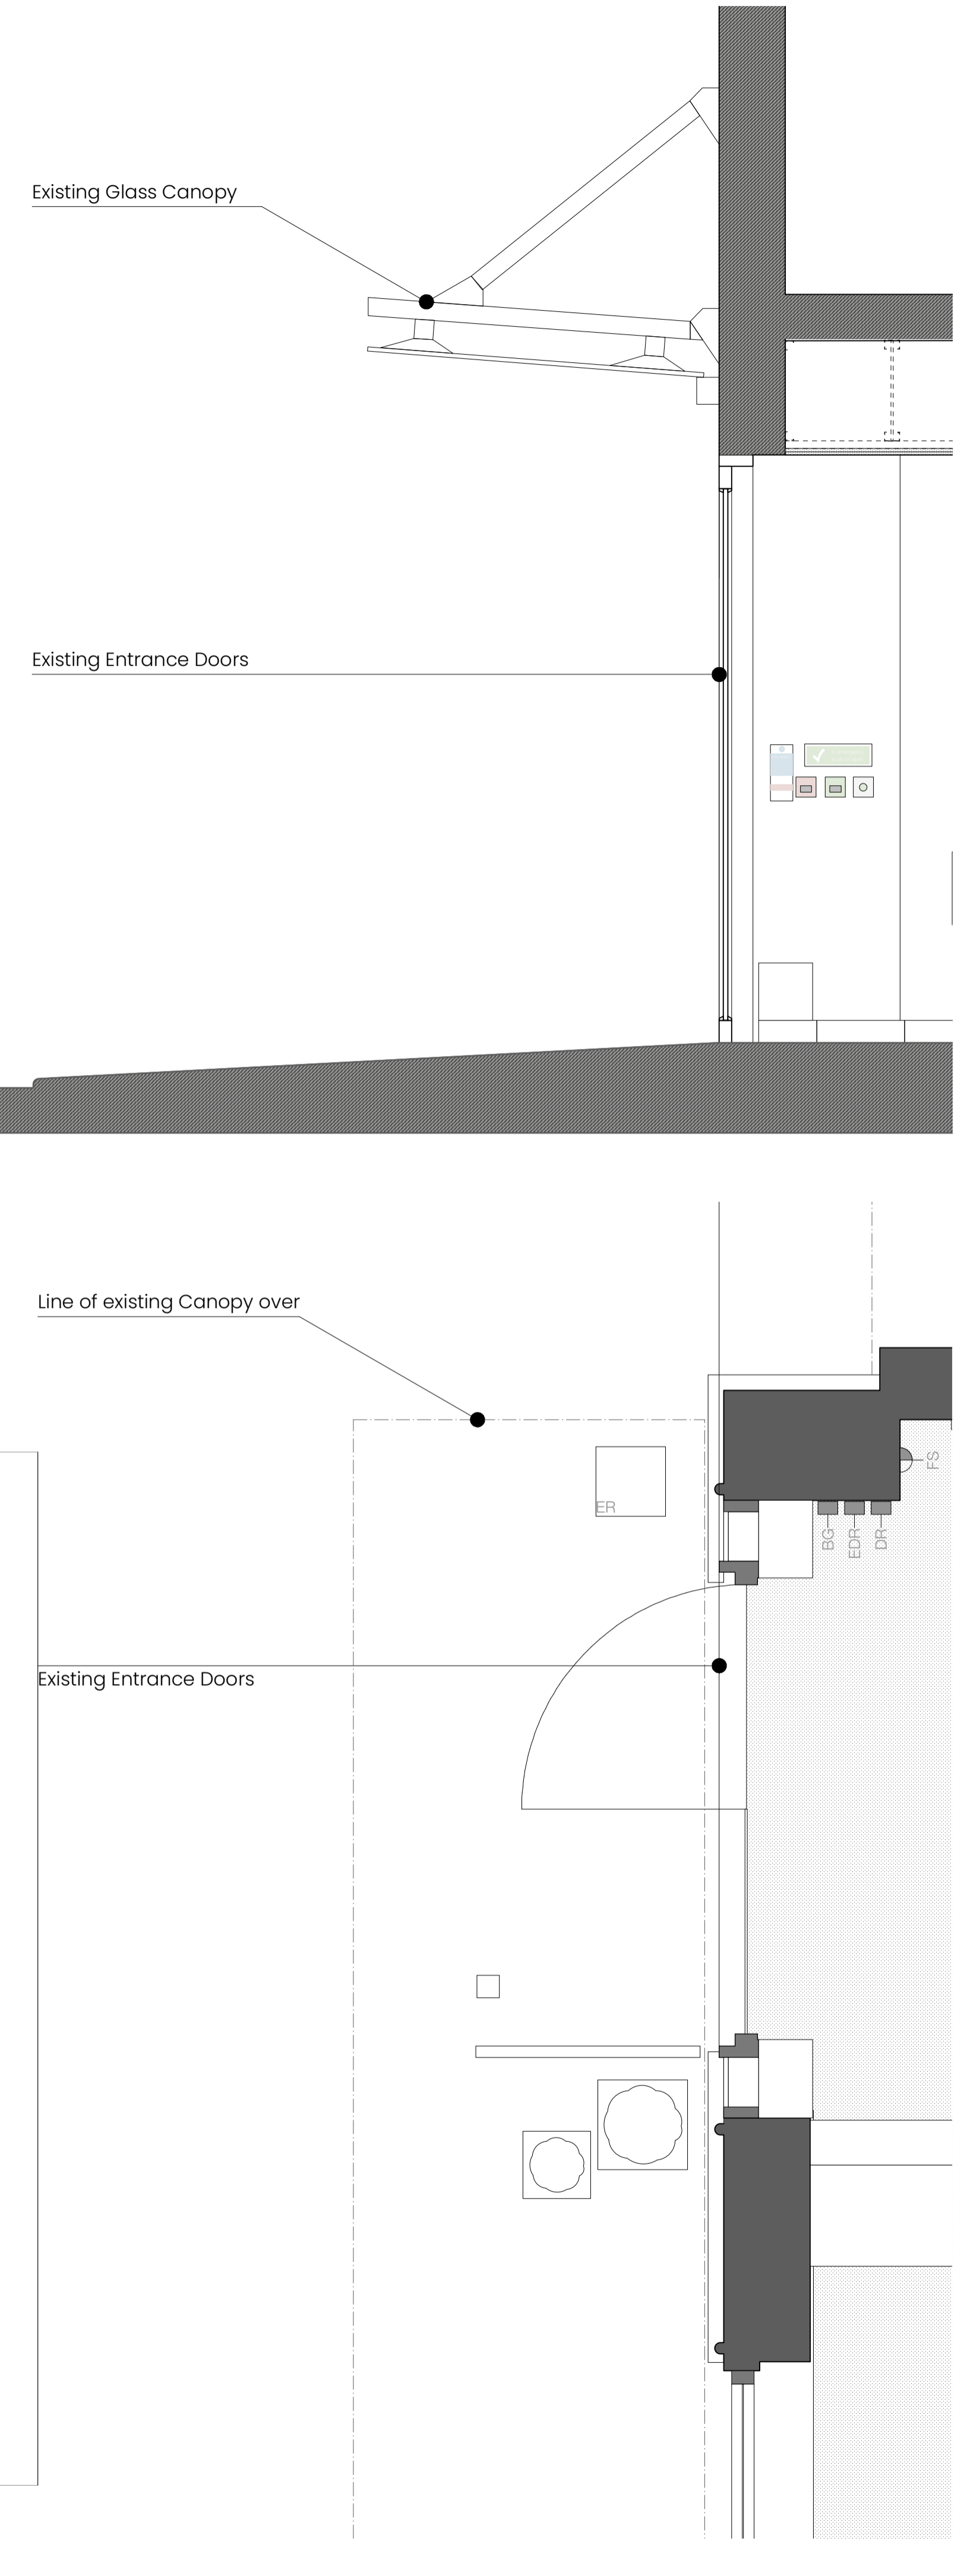 Existing Glass Canopy
Existing Entrance Doors
Line of existing Canopy over
FS
ER
BG
EDR
DR
Existing Entrance Doors